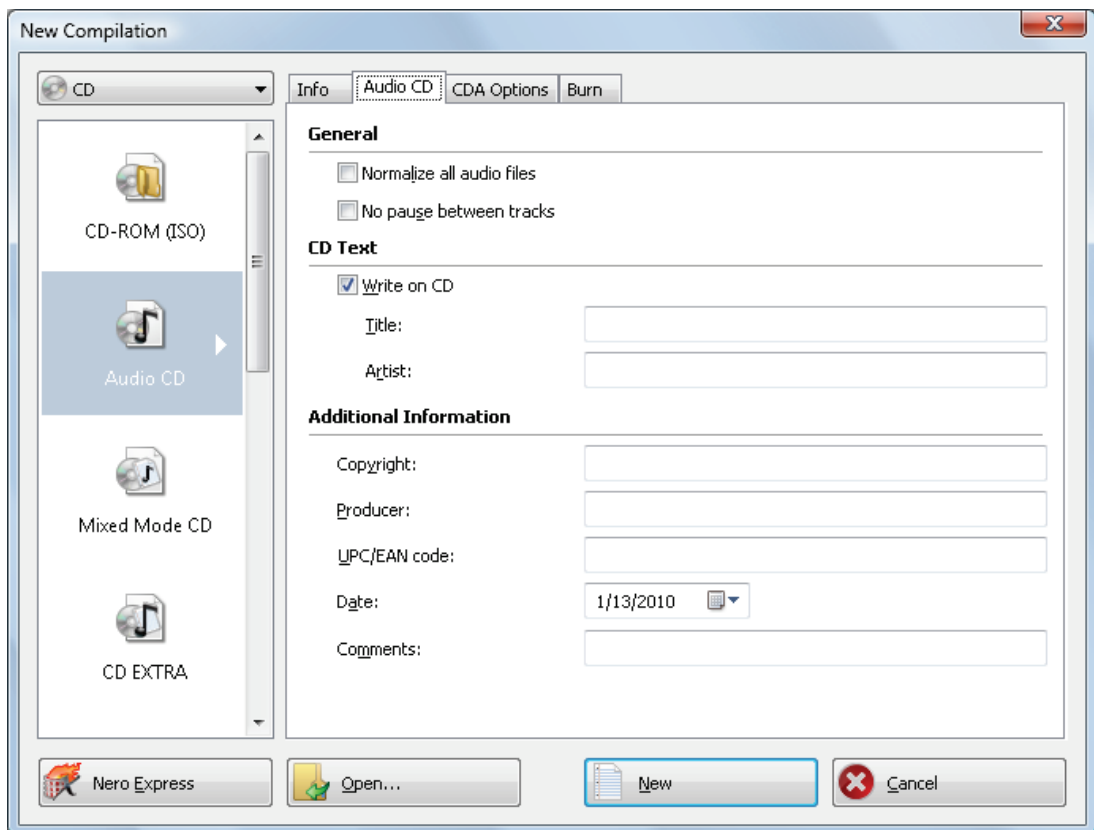 New Compilation
CD
Info
Audio CD
CDA Options
Burn
CD-ROM (ISO)
Audio CD
Mixed Mode CD
CD EXTRA
General
Normalize all audio files
No pause between tracks
CD Text
Write on CD
Title:
Artist:
Additional Information
Copyright:
Producer:
UPC/EAN code:
Date: 1/13/2010
Comments:
Nero Express
Open...
New
Cancel